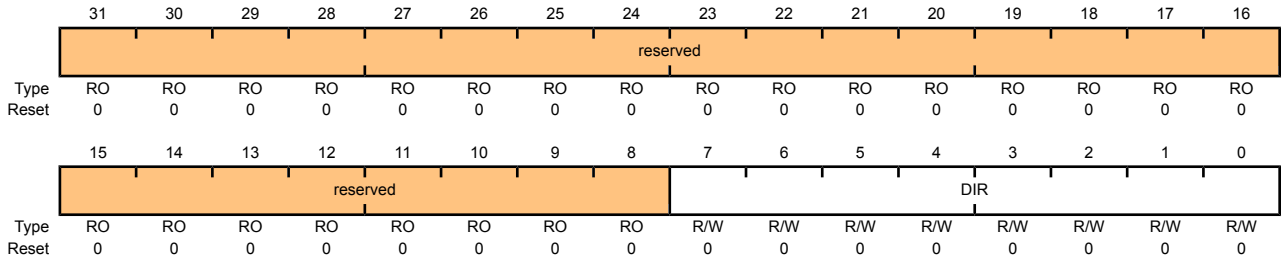 31 30 29 28 27 26 25 24 23 22 21 20 19 18 17 16
reserved
Type RO RO RO RO RO RO RO RO RO RO RO RO RO RO RO RO
Reset 0 0 0 0 0 0 0 0 0 0 0 0 0 0 0 0
15 14 13 12 11 10 9 8 7 6 5 4 3 2 1 0
reserved DIR
Type RO RO RO RO RO RO RO RO R/W R/W R/W R/W R/W R/W R/W R/W
Reset 0 0 0 0 0 0 0 0 0 0 0 0 0 0 0 0